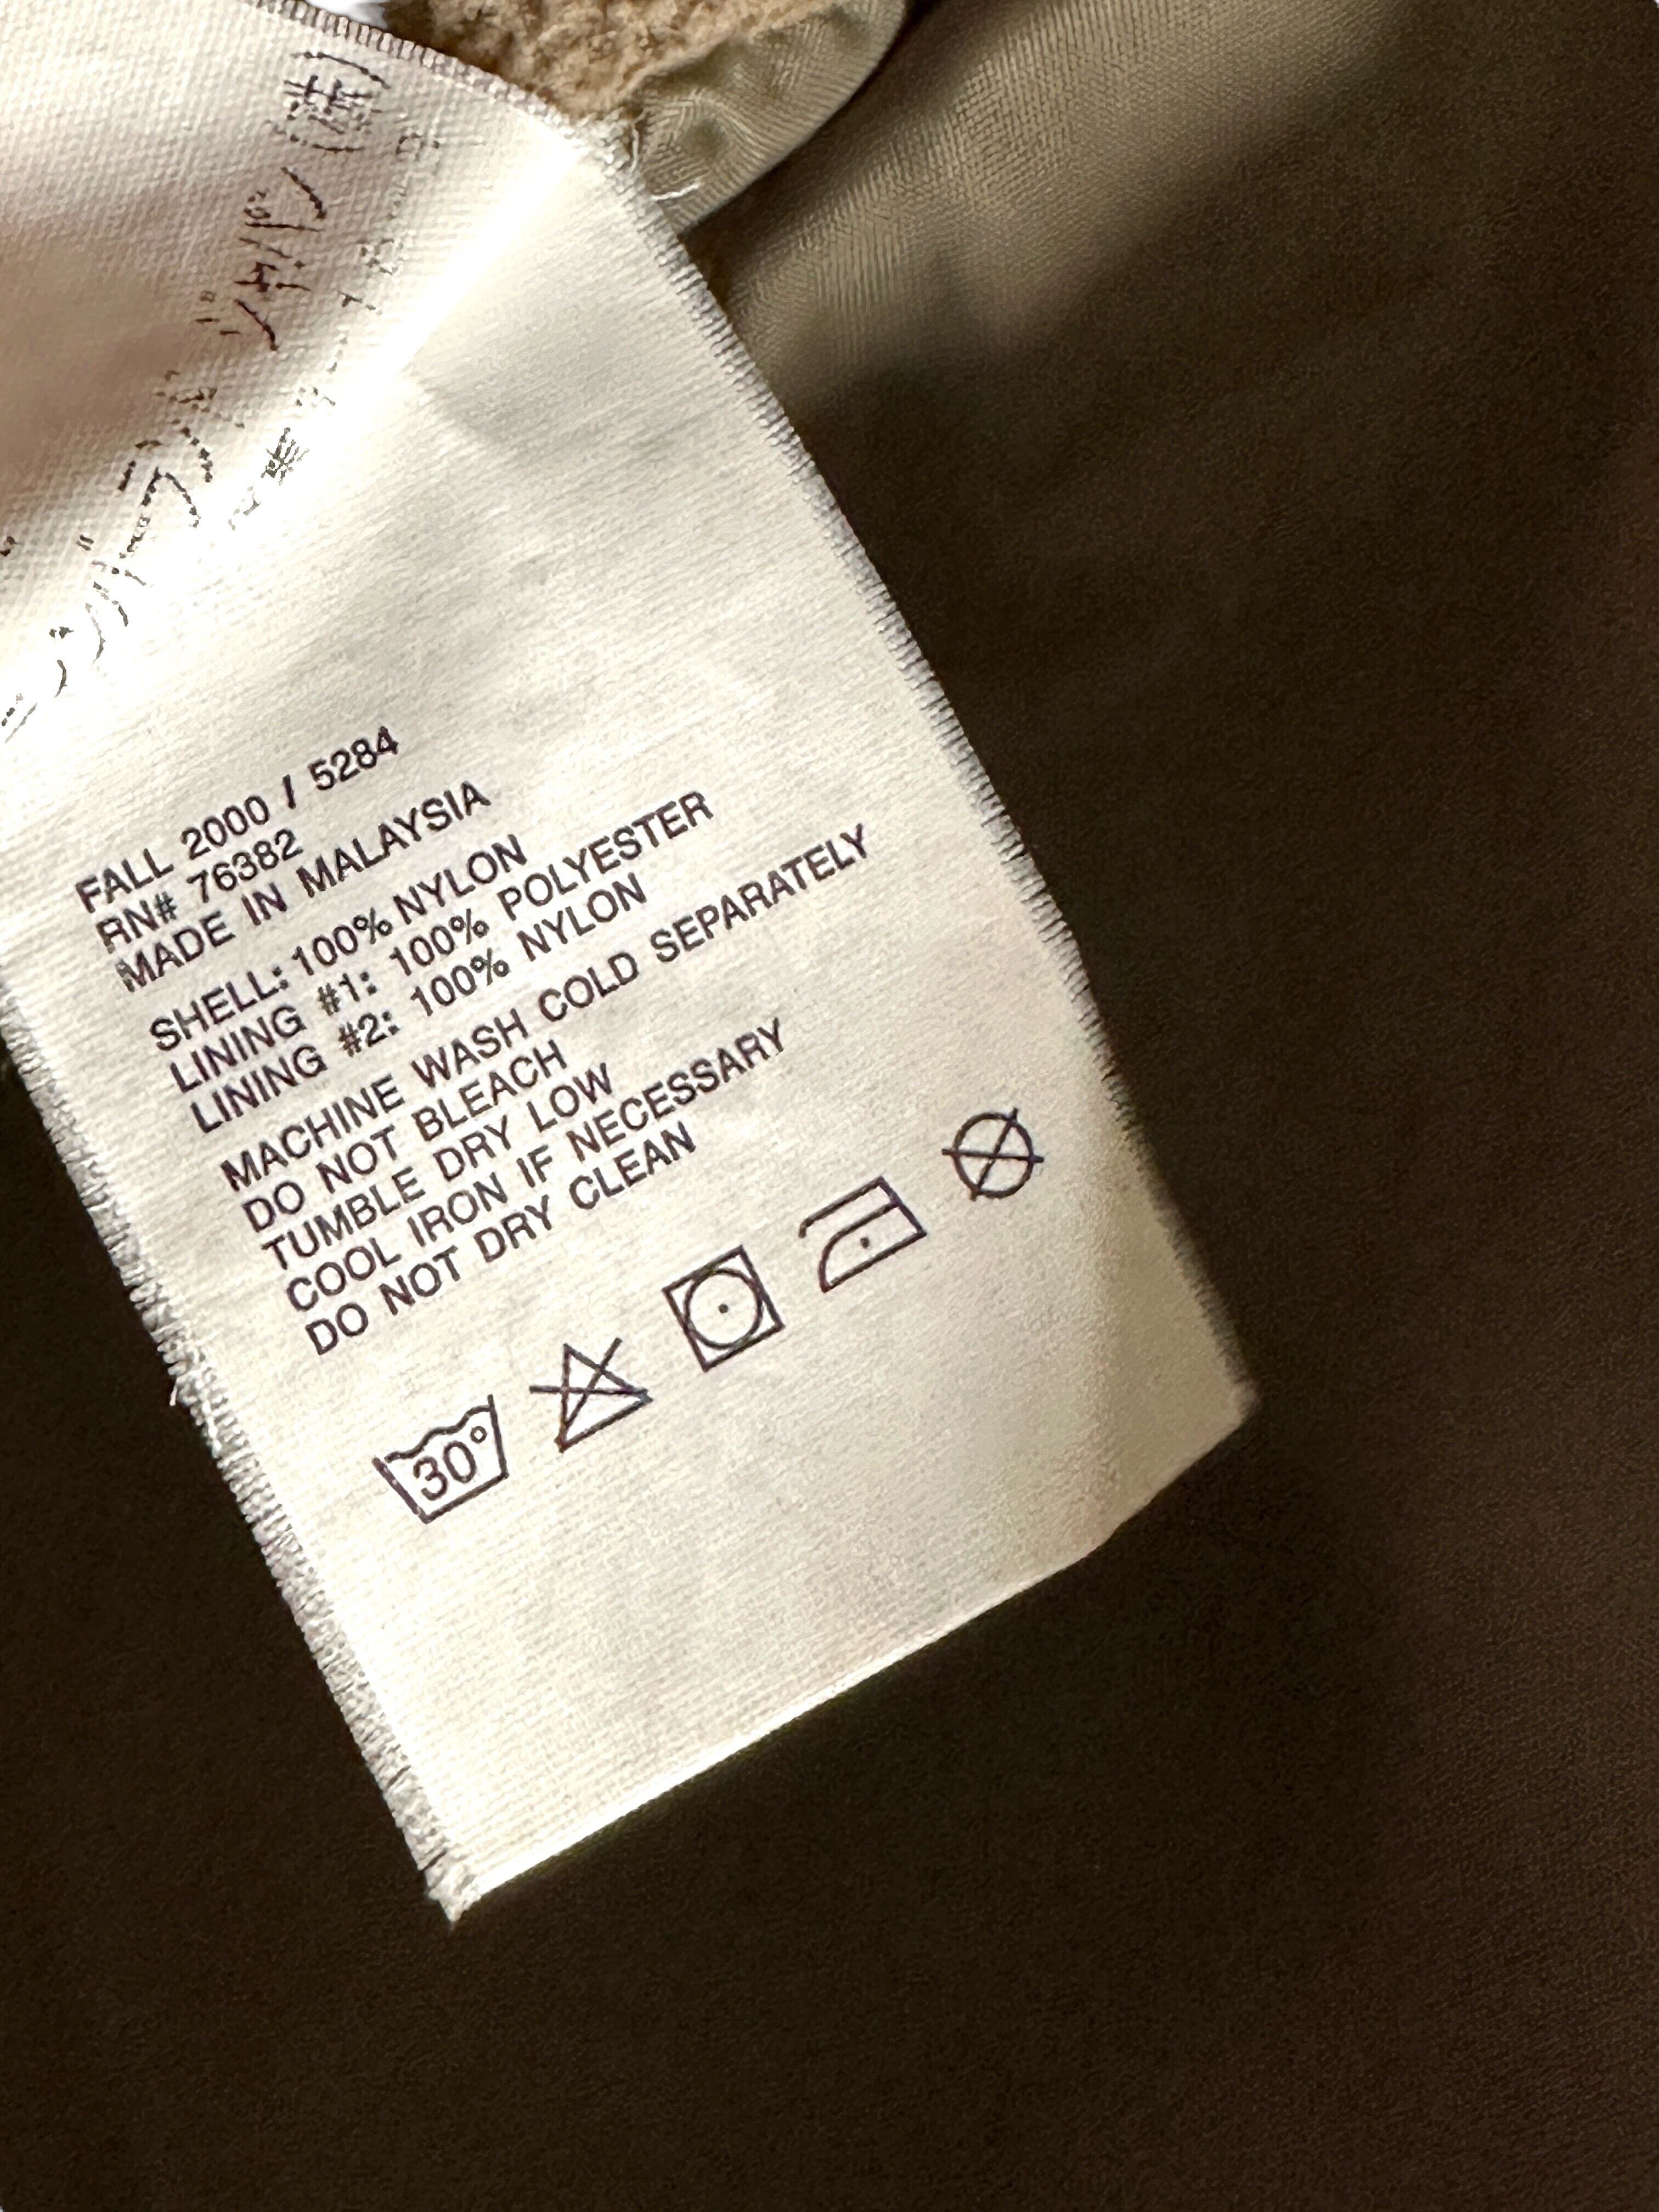 FALL 2000 / 5284
RN# 76382
MADE IN MALAYSIA
SHELL: 100% NYLON
LINING #1: 100% POLYESTER
LINING #2: 100% NYLON
MACHINE WASH COLD SEPARATELY
DO NOT BLEACH
TUMBLE DRY LOW
COOL IRON IF NECESSARY
DO NOT DRY CLEAN
30°